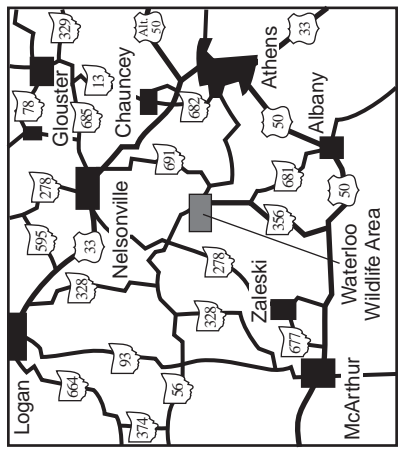 329
Alt.
50
33
78
Glouster
13
685
Chauncey
682
Athens
50
Albany
278
691
681
595
33
Nelsonville
356
50
328
278
Waterloo
Wildlife Area
Zaleski
328
677
93
Logan
664
56
374
McArthur